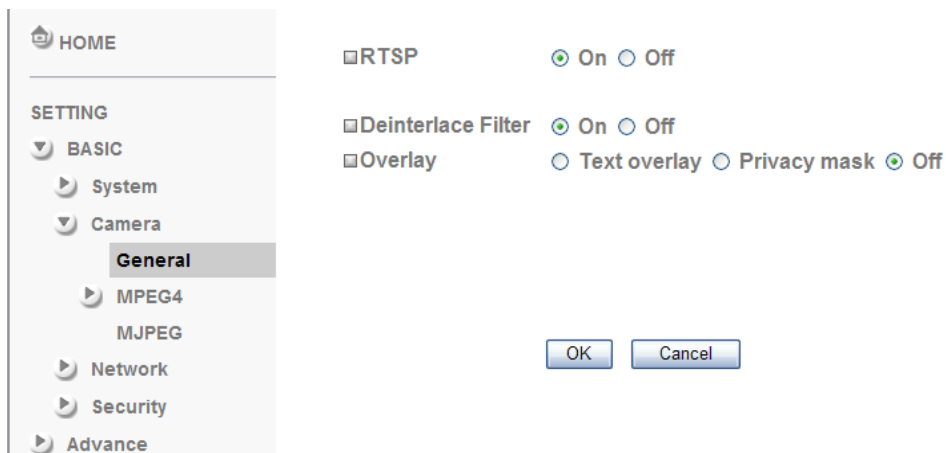 HOME
SETTING
BASIC
System
Camera
General
MPEG4
MJPEG
Network
Security
Advance
RTSP On Off
Deinterlace Filter On Off
Overlay Text overlay Privacy mask Off
OK Cancel